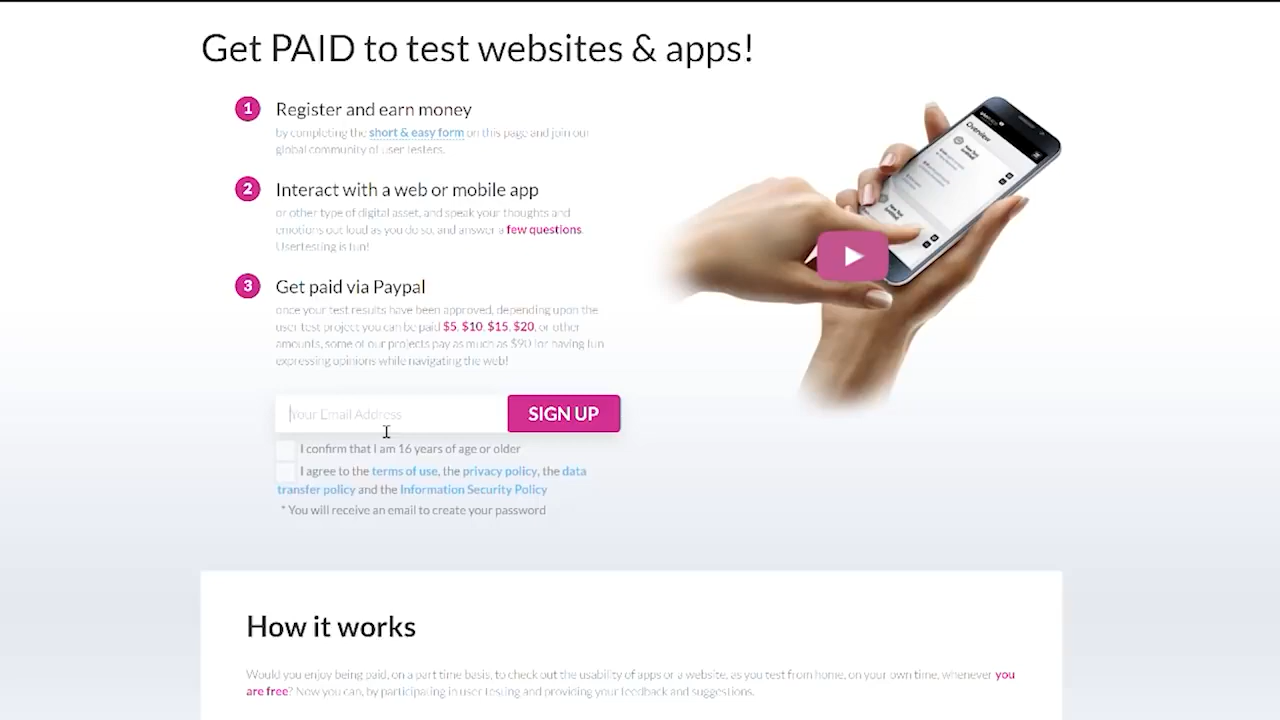 Get PAID to test websites & apps!
1 Register and earn money
by completing the short & easy form on this page and join our
global community of user testers.
2 Interact with a web or mobile app
or other type of digital asset, and speak your thoughts and
emotions out loud as you do so, and answer a few questions.
Usertesting is fun!
3 Get paid via Paypal
once your test results have been approved, depending upon the
user test project you can be paid $5, $10, $15, $20, or other
amounts, some of our projects pay as much as $90 for having fun
expressing opinions while navigating the web!
Overview
Your Email Address SIGN UP
I confirm that I am 16 years of age or older
I agree to the terms of use, the privacy policy, the data
transfer policy and the Information Security Policy
* You will receive an email to create your password
How it works
Would you enjoy being paid, on a part time basis, to check out the usability of apps or a website, as you test from home, on your own time, whenever you
are free? Now you can, by participating in user testing and providing your feedback and suggestions.